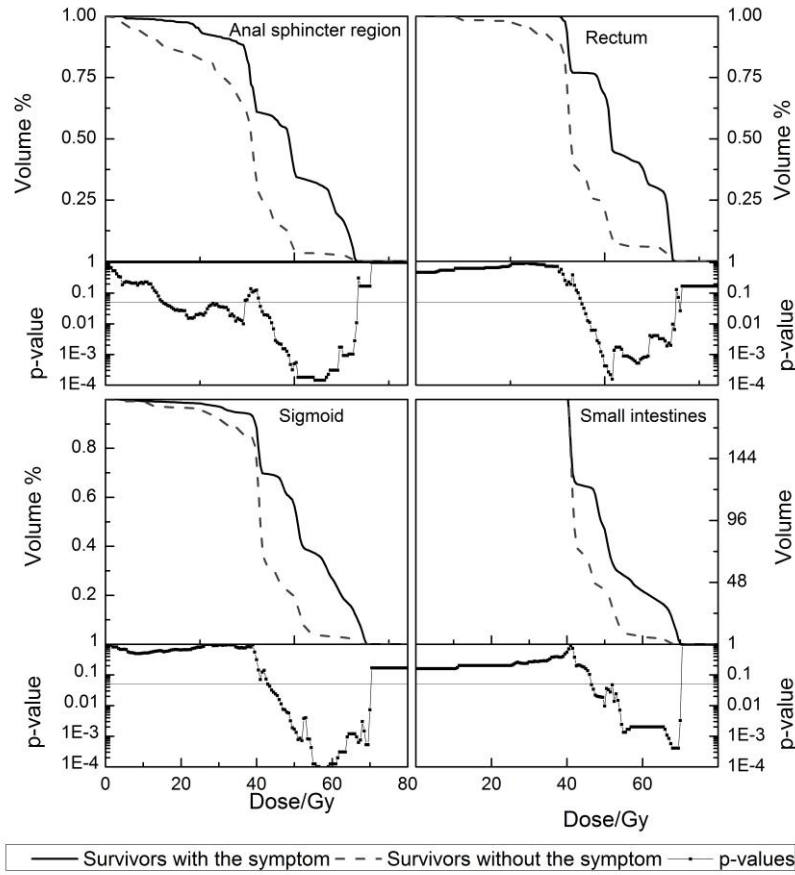 Anal sphincter region
Rectum
Volume %
1.00
0.75
0.50
0.25
1
0.1
0.01
1E-3
1E-4
p-value
Volume %
1.00
0.75
0.50
0.25
1
0.1
0.01
1E-3
1E-4
p-value
Sigmoid
Small intestines
Volume %
0.8
0.6
0.4
0.2
1
0.1
0.01
1E-3
1E-4
p-value
Volume
144
96
48
1
0.1
0.01
1E-3
1E-4
p-value
0 20 40 60 80
Dose/Gy
0 20 40 60
Dose/Gy
Survivors with the symptom Survivors without the symptom p-values